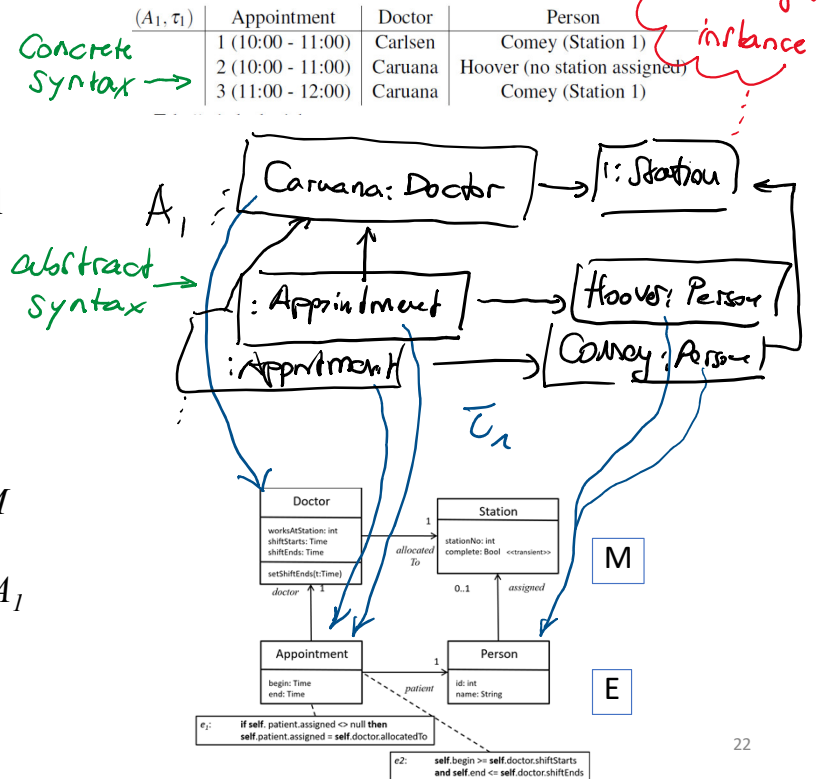 (A1, τ1) Appointment Doctor Person
1 (10:00 - 11:00) Carlsen Comey (Station 1)
2 (10:00 - 11:00) Caruana Hoover (no station assigned)
3 (11:00 - 12:00) Caruana Comey (Station 1)
Concrete
syntax
instance
A1
Caruana: Doctor
1: Station
abstract
syntax
: Appointment
Hoover: Person
: Appntment
Comey: Person
τ1
M
A1
Doctor
worksAtStation: int
shiftStarts: Time
shiftEnds: Time
setShiftEnds(t:Time)
1
allocated
To
Station
stationNo: int
complete: Bool <<transient>>
M
doctor
1
0..1
assigned
Appointment
begin: Time
end: Time
1
patient
Person
id: int
name: String
E
e1: if self. patient.assigned <> null then
self.patient.assigned = self.doctor.allocatedTo
e2: self.begin >= self.doctor.shiftStarts
and self.end <= self.doctor.shiftEnds
22